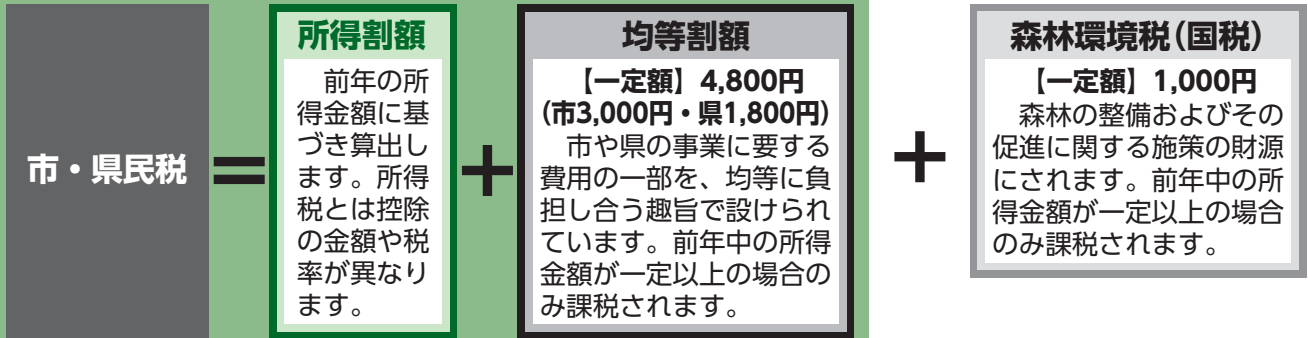 市・県民税
＝
所得割額
前年の所
得金額に基
づき算出し
ます。所得
税とは控除
の金額や税
率が異なり
ます。
＋
均等割額
【一定額】4,800円
（市3,000円・県1,800円）
市や県の事業に要する
費用の一部を、均等に負
担し合う趣旨で設けられ
ています。前年中の所得
金額が一定以上の場合の
み課税されます。
＋
森林環境税（国税）
【一定額】1,000円
森林の整備およびその
促進に関する施策の財源
にされます。前年中の所
得金額が一定以上の場合
のみ課税されます。